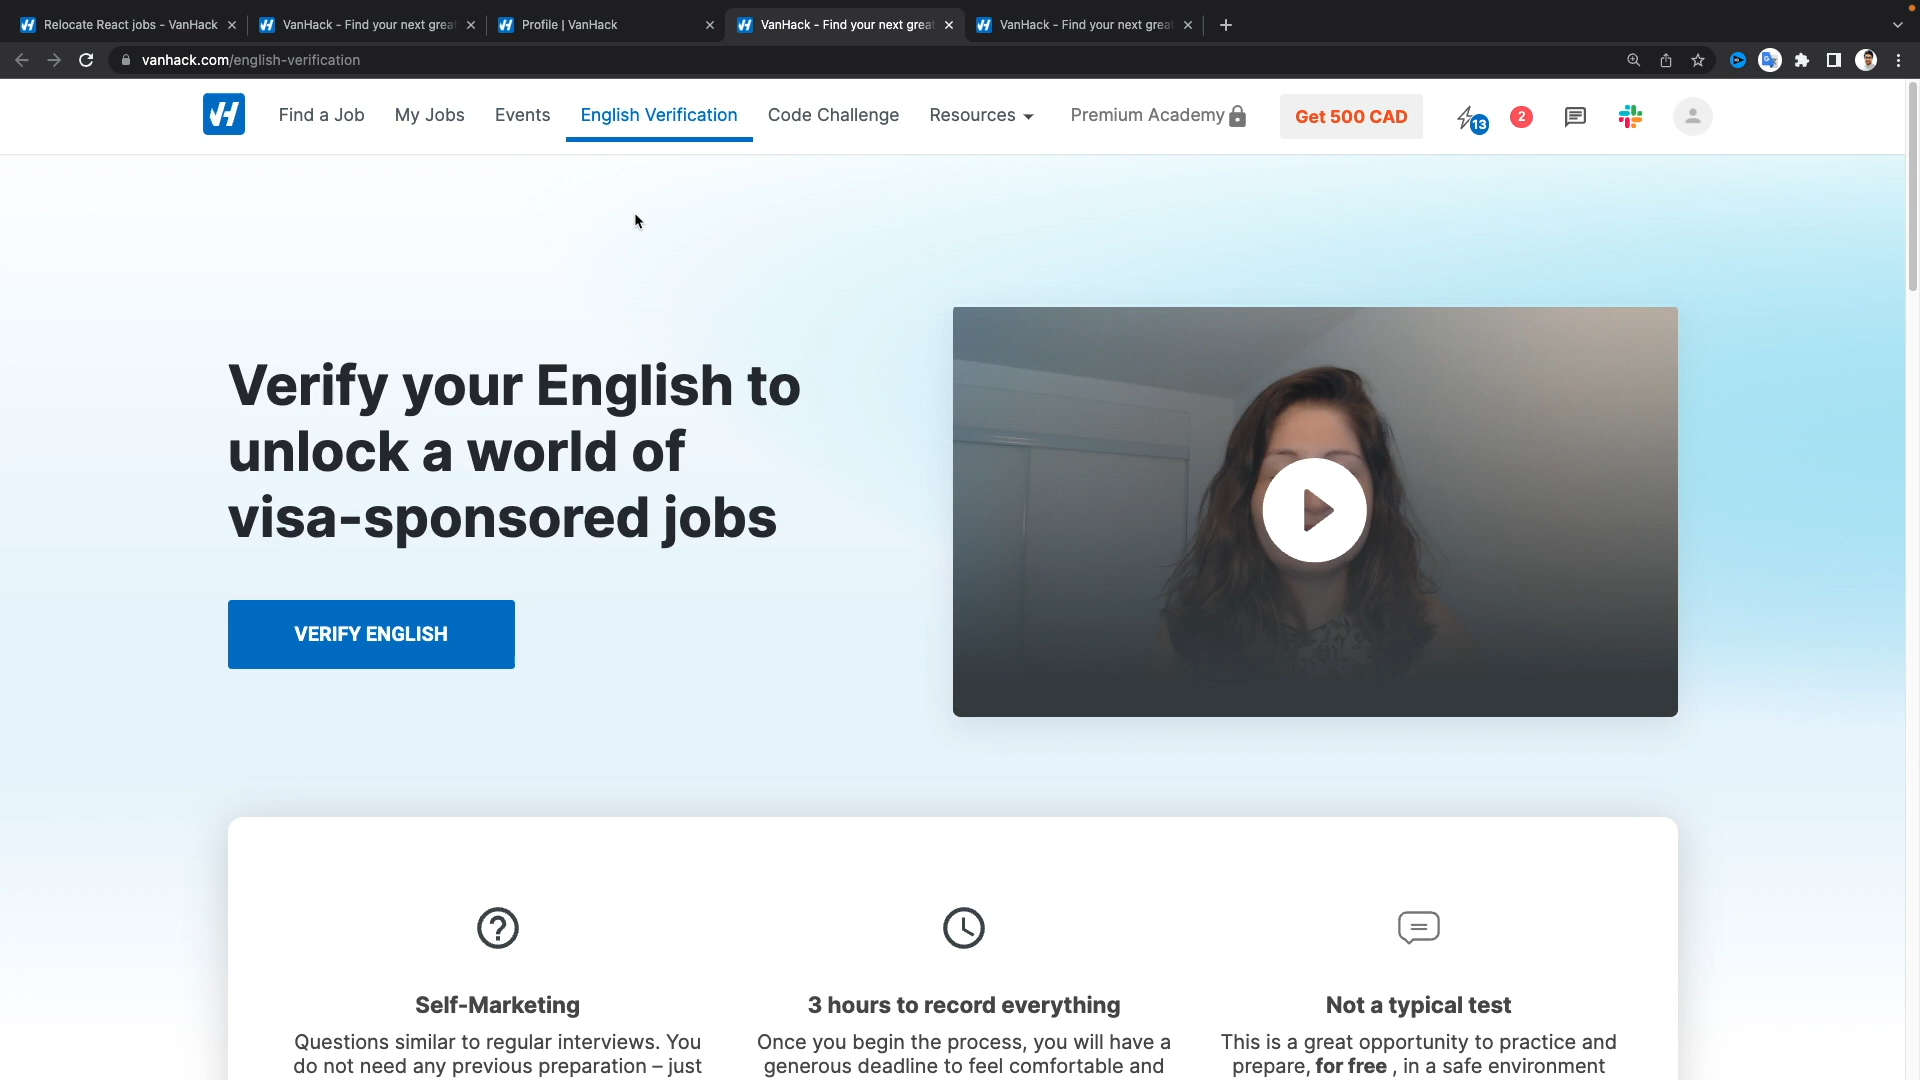 Relocate React jobs - VanHack
VanHack - Find your next grea
Profile | VanHack
VanHack - Find your next great
VanHack - Find your next great
vanhack.com/english-verification
Find a Job
My Jobs
Events
English Verification
Code Challenge
Resources
Premium Academy
Get 500 CAD
13
2
Verify your English to
unlock a world of
visa-sponsored jobs
VERIFY ENGLISH
Self-Marketing
Questions similar to regular interviews. You
do not need any previous preparation – just
3 hours to record everything
Once you begin the process, you will have a
generous deadline to feel comfortable and
Not a typical test
This is a great opportunity to practice and
prepare, for free , in a safe environment